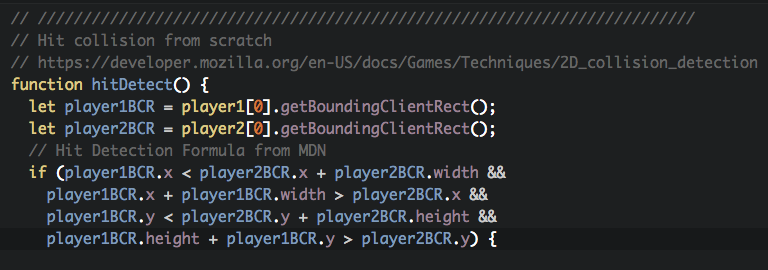 // ///////////////////////////////////////////////////////////////////////
// Hit collision from scratch
// https://developer.mozilla.org/en-US/docs/Games/Techniques/2D_collision_detection
function hitDetect() {
  let player1BCR = player1[0].getBoundingClientRect();
  let player2BCR = player2[0].getBoundingClientRect();
  // Hit Detection Formula from MDN
  if (player1BCR.x < player2BCR.x + player2BCR.width &&
    player1BCR.x + player1BCR.width > player2BCR.x &&
    player1BCR.y < player2BCR.y + player2BCR.height &&
    player1BCR.height + player1BCR.y > player2BCR.y) {